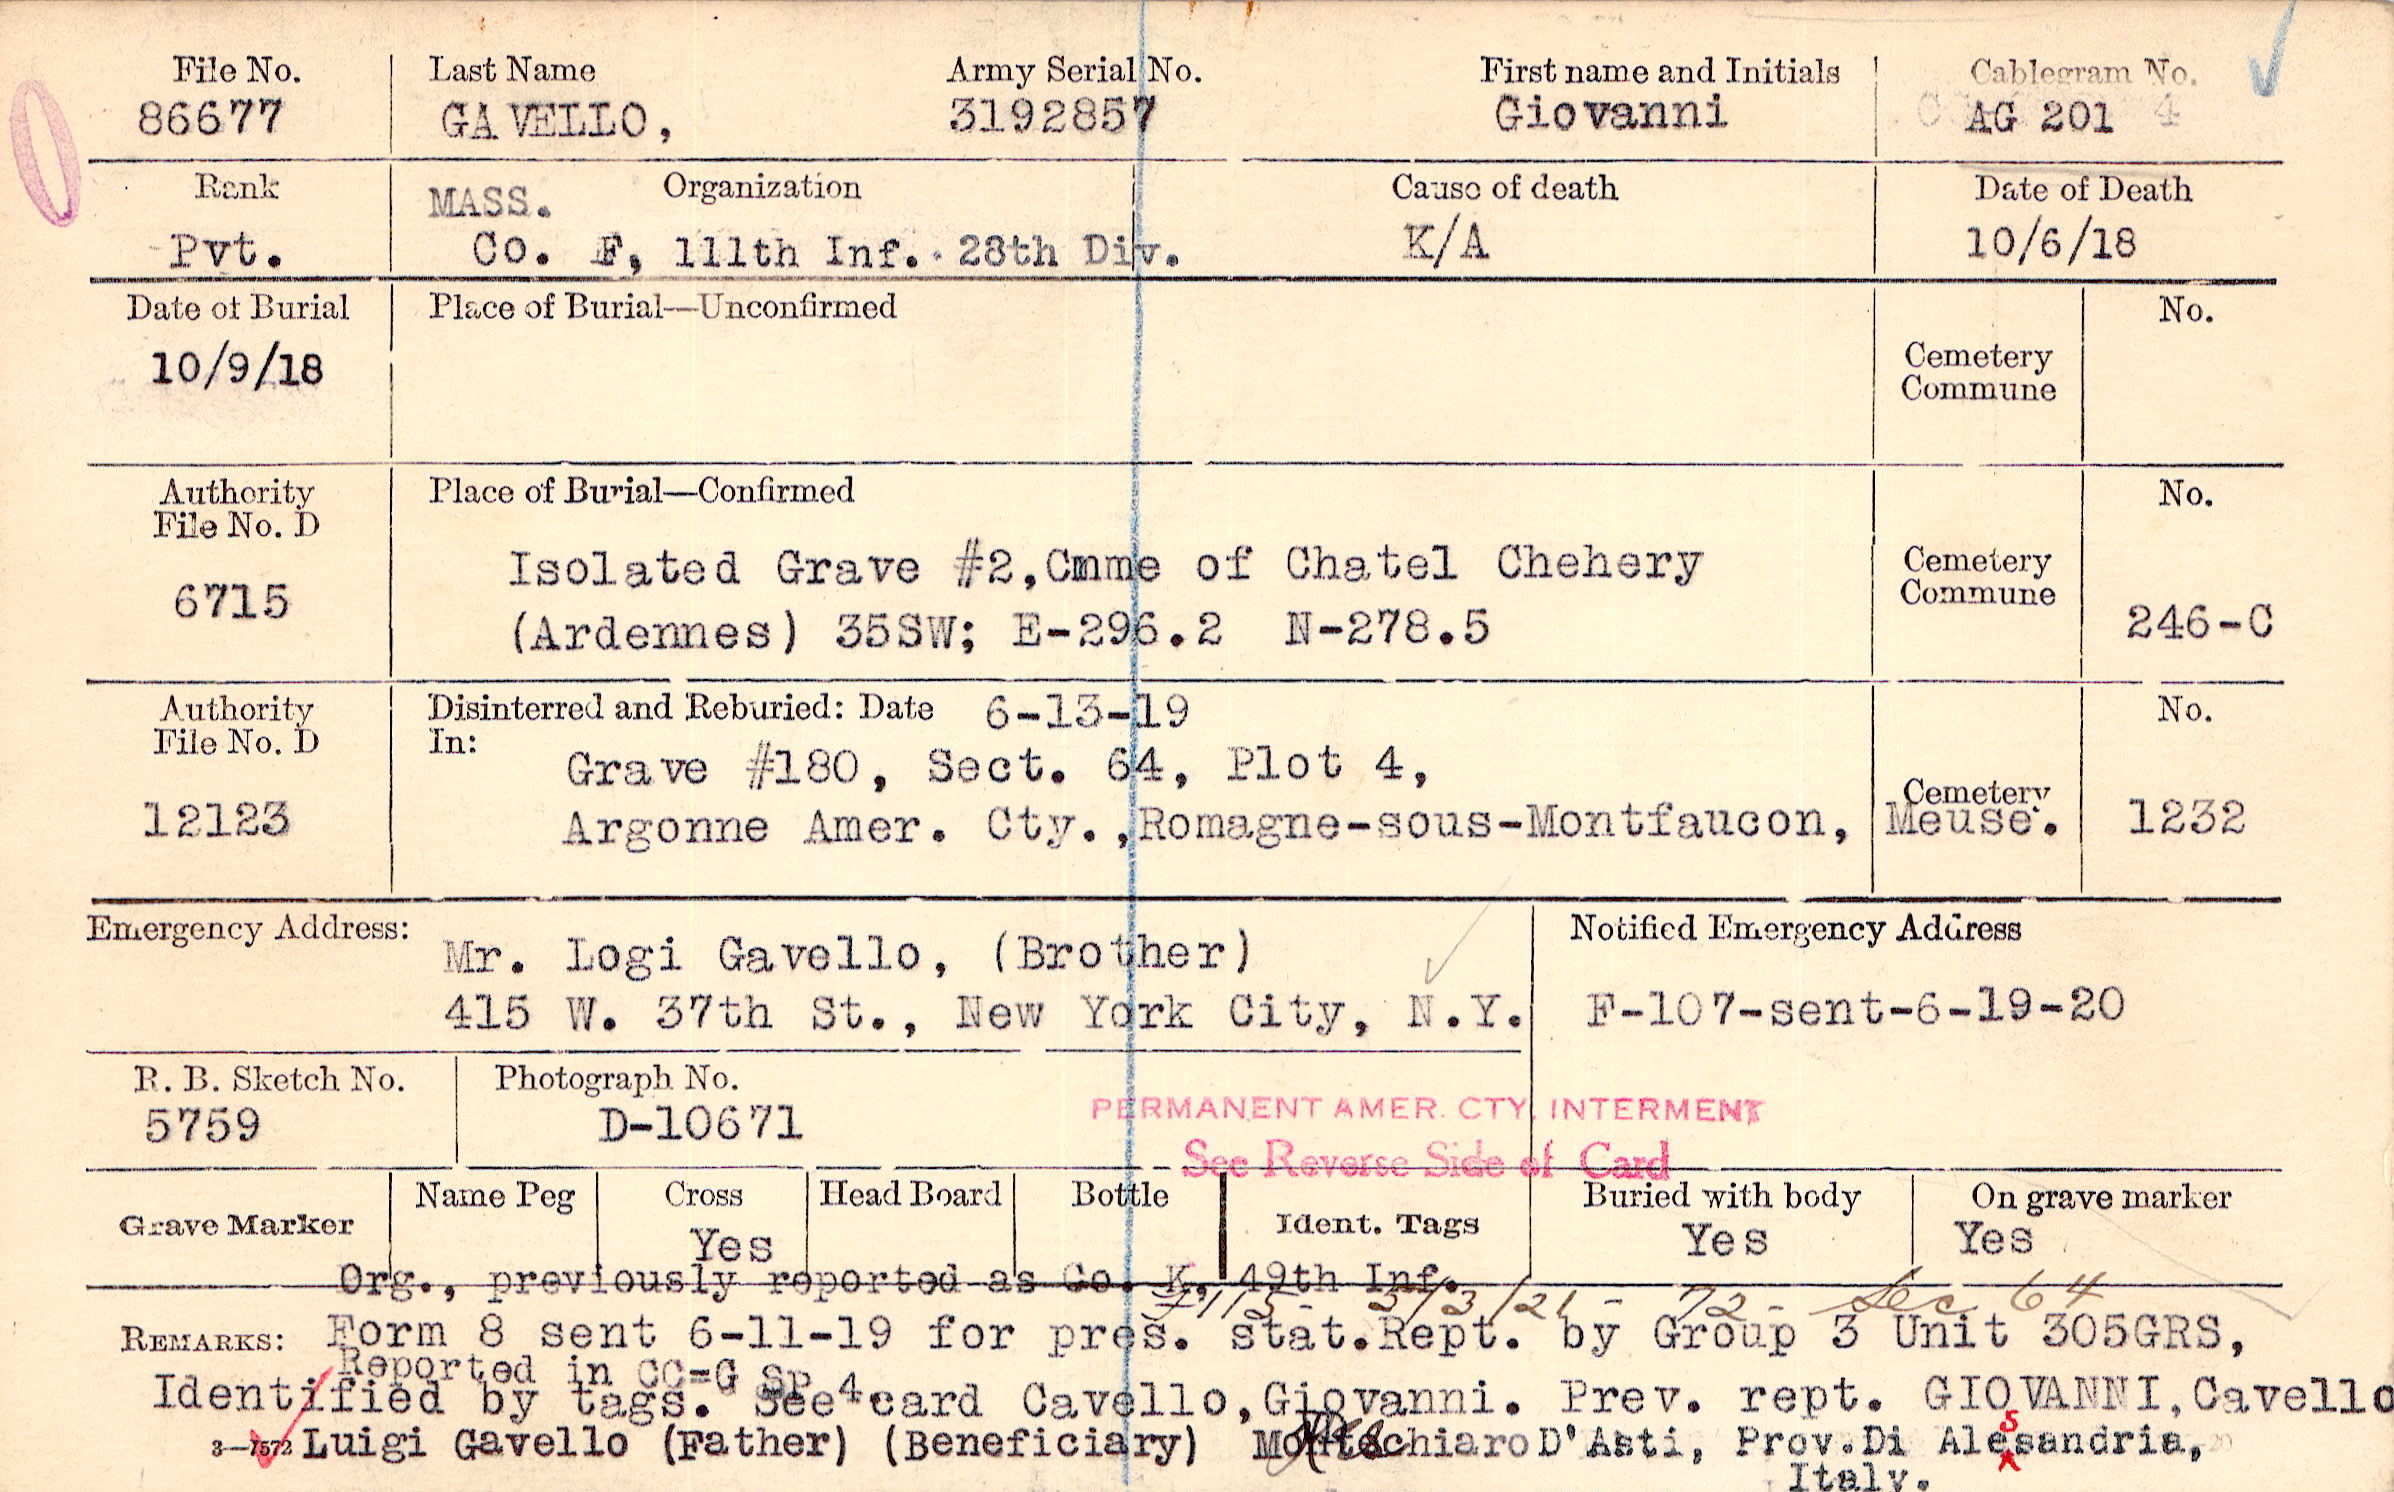 File No. Last Name Army Serial No. First name and Initials Cablegram No.
86677 GAVELLO, 3192857 Giovanni AG 201 4
Rank MASS. Organization Cause of death Date of Death
Pvt. Co. F, 111th Inf. 28th Div. K/A 10/6/18
Date of Burial Place of Burial—Unconfirmed No.
10/9/18 Cemetery
Commune
Authority Place of Burial—Confirmed No.
File No. D
Isolated Grave #2,Cmme of Chatel Chehery Cemetery
6715 Commune
(Ardennes) 35SW; E-296.2 N-278.5 246-C
Authority Disinterred and Reburied: Date 6-13-19 No.
File No. D In:
Grave #180, Sect. 64, Plot 4, Cemetery
12123 Argonne Amer. Cty.,Romagne-sous-Montfaucon, Meuse. 1232
Emergency Address: Notified Emergency Address
Mr. Logi Gavello, (Brother)
415 W. 37th St., New York City, N.Y. F-107-sent-6-19-20
R. B. Sketch No. Photograph No.
5759 D-10671
PERMANENT AMER. CTY. INTERMENT
See Reverse Side of Card
Grave Marker Name Peg Cross Head Board Bottle Ident. Tags Buried with body On grave marker
Yes Yes Yes
Org., previously reported as Co. K, 49th Inf.
3/3/21 - 72 - Sec 64
REMARKS: Form 8 sent 6-11-19 for pres. stat.Rept. by Group 3 Unit 305GRS,
Reported in CC=G Sp 4.
Identified by tags. See card Cavello,Giovanni. Prev. rept. GIOVANNI,Cavello
3—7572 Luigi Gavello (Father) (Beneficiary) Montechiaro D'Asti, Prov.Di Alesandria,
s
Italy.